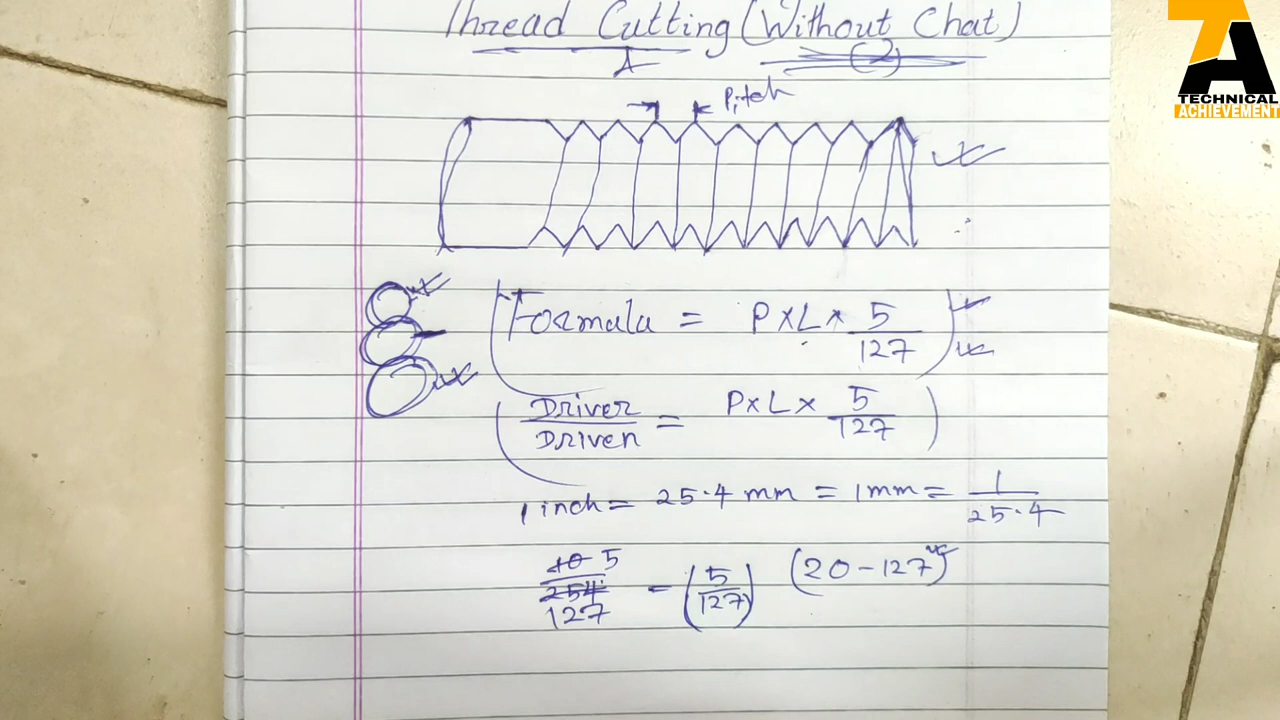 Thread Cutting (Without Chat)
TA
TECHNICAL
ACHIEVEMENT
Pitch
Formula = P×L× 5/127
Driver/Driven = P×L× 5/127
1 inch = 25.4 mm = 1mm = 1/25.4
10 5
254
127
= (5/127) (20-127)